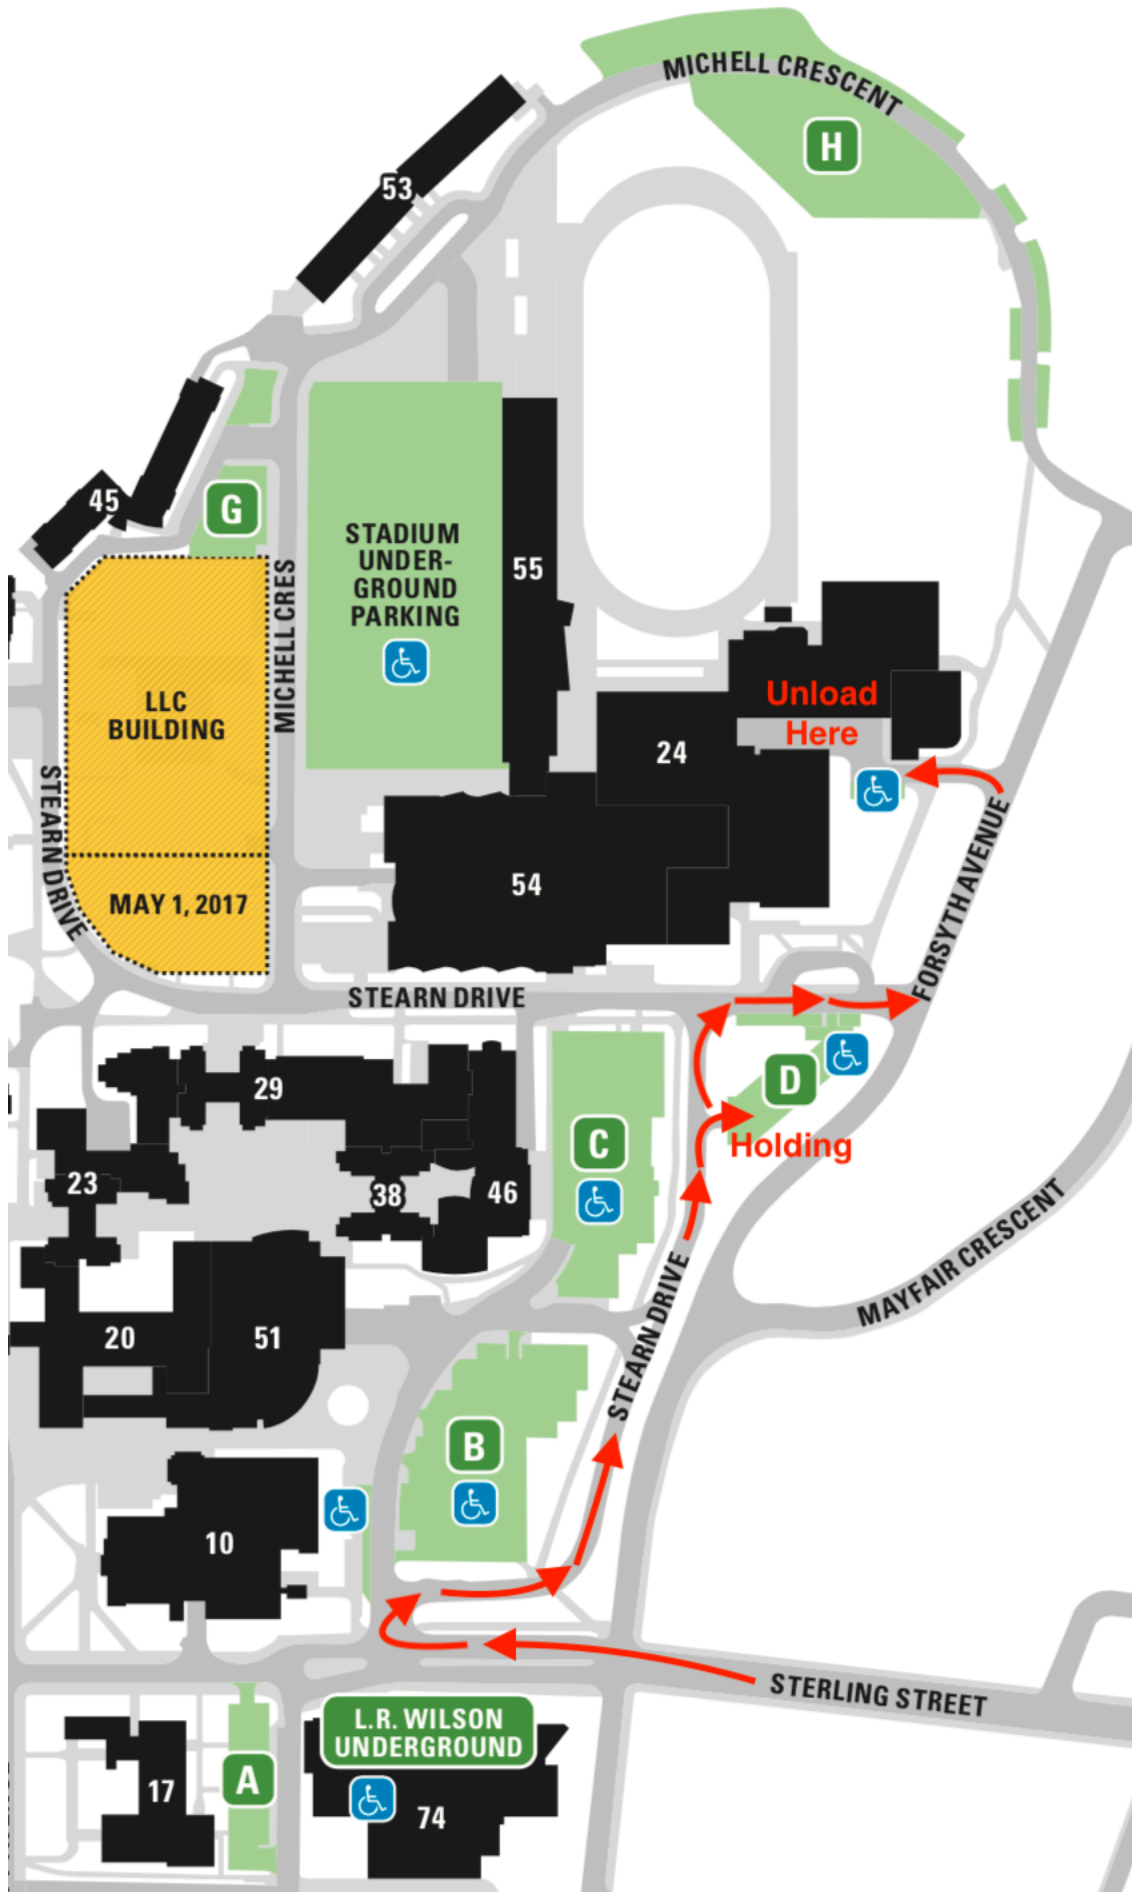 MICHELL CRESCENT
H
53
45
G
STADIUM
UNDER-
GROUND
PARKING
55
MICHELL CRES
LLC
BUILDING
Unload
Here
24
STEARN DRIVE
MAY 1, 2017
54
FORSYTH AVENUE
STEARN DRIVE
29
D
C
Holding
23
38
46
MAYFAIR CRESCENT
20
51
STEARN DRIVE
B
10
STERLING STREET
L.R. WILSON
UNDERGROUND
A
17
74